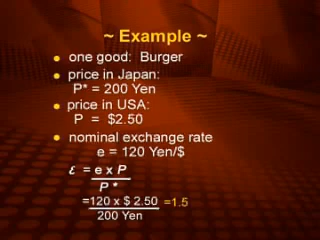 ~ Example ~
● one good: Burger
● price in Japan:
P* = 200 Yen
● price in USA:
P = $2.50
● nominal exchange rate
e = 120 Yen/$
ℰ = e x P
P *
=120 x $ 2.50 =1.5
200 Yen